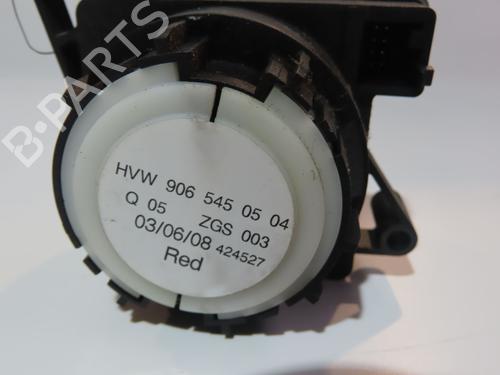 HVW 906 545 05 04
Q 05 ZGS 003
03/06/08 424527
Red
B-PARTS